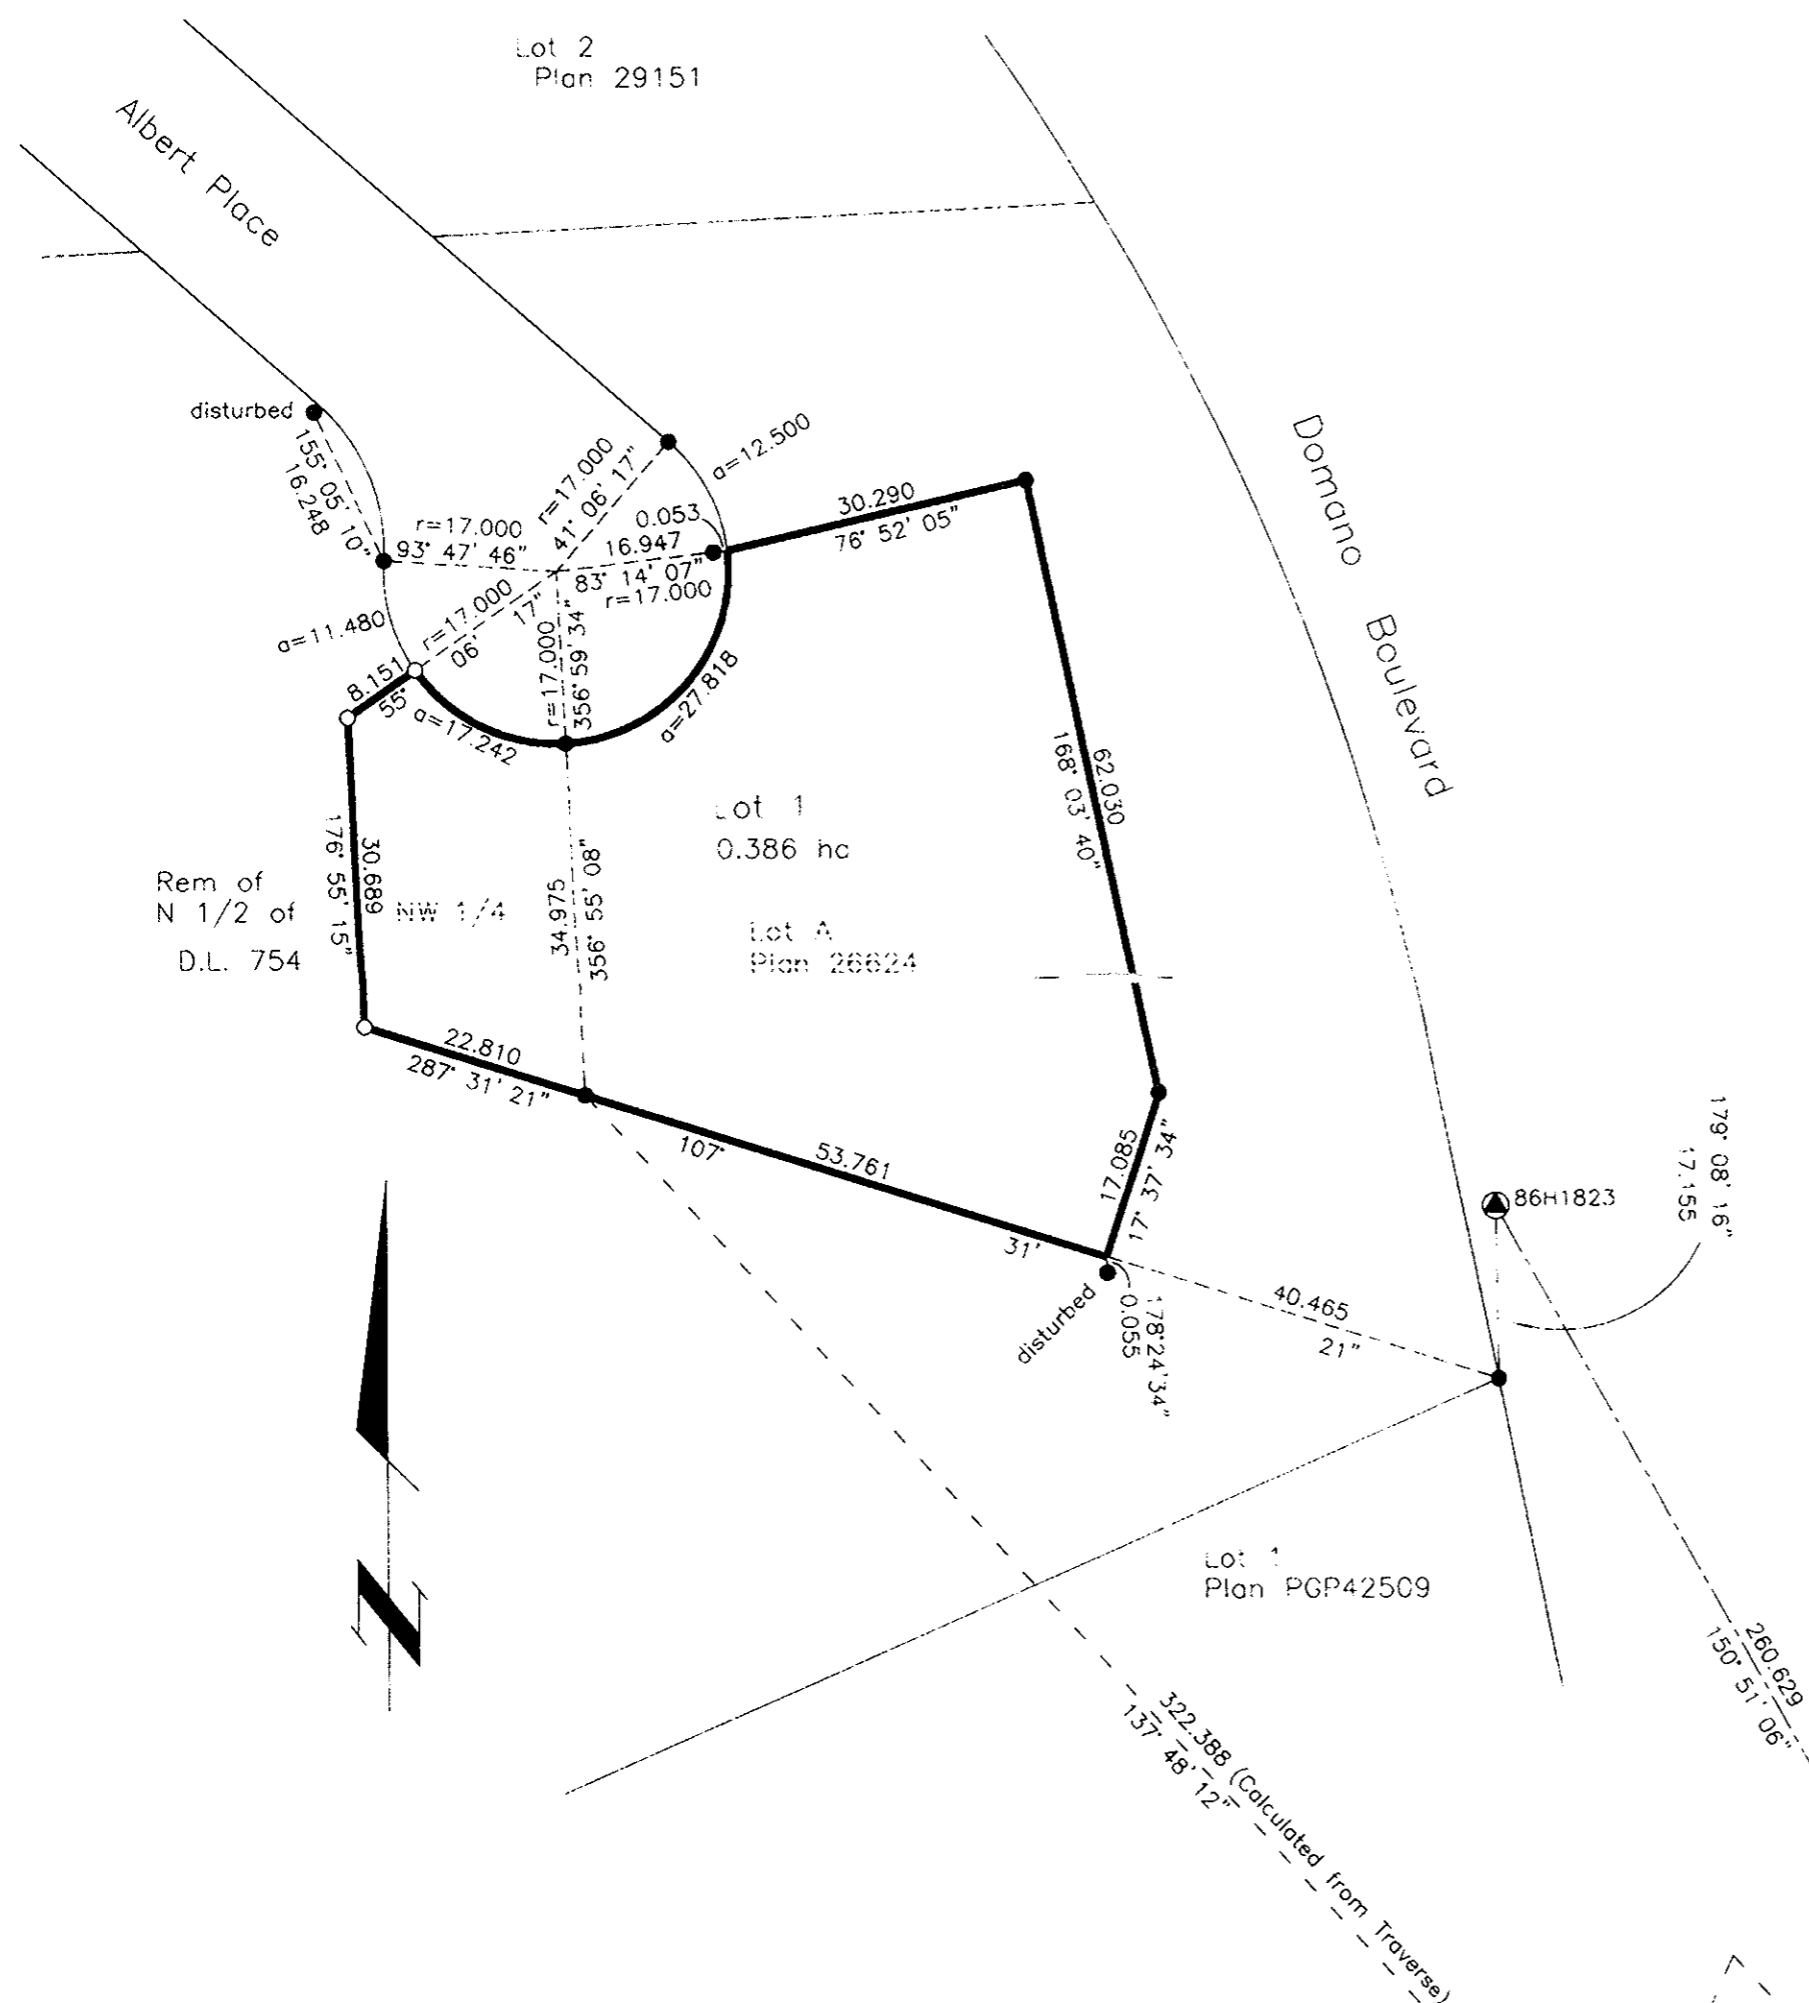 Lot 2
Plan 29151
Albert Place
disturbed
155° 05' 10"
16.248
r=17.000
93° 47' 46"
r=17.000
41° 06' 17"
a=12.500
0.053
16.947
83° 14' 07"
r=17.000
30.290
76° 52' 05"
Domano
Boulevard
a=11.480
r=17.000
8.151
55° 06' 17"
a=17.242
r=17.000
356° 59' 34"
a=27.818
62.030
168° 03' 40"
Lot 1
0.386 ha
30.689
176° 55' 15"
34.975
356° 55' 08"
Rem of
N 1/2 of NW 1/4
D.L. 754
Lot A
Plan 26624
22.810
287° 31' 21"
53.761
107° 31' 21"
17.085
17° 37' 34"
40.465
disturbed
0.055
178°24'34"
86H1823
179° 08' 16"
17.155
Lot 1
Plan PGP42509
260.629
150° 51' 06"
322.388 (Calculated from Traverse)
137° 48' 12"
N